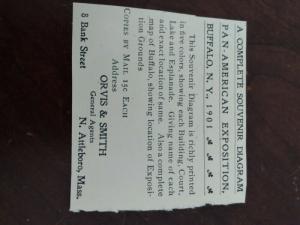 A COMPLETE SOUVENIR DIAGRAM
PAN-AMERICAN EXPOSITION,
BUFFALO, N. Y., 1901
This Souvenir Diagram is richly printed
in five colors, showing each Building, Court,
Lake and Esplanade. Giving name of each
and exact location of same. Also a complete
map of Buffalo, showing location of Exposi-
tion Grounds
COPIES BY MAIL 15c EACH
Address
ORVIS & SMITH
General Agents
8 Bank Street N. Attleboro, Mass.